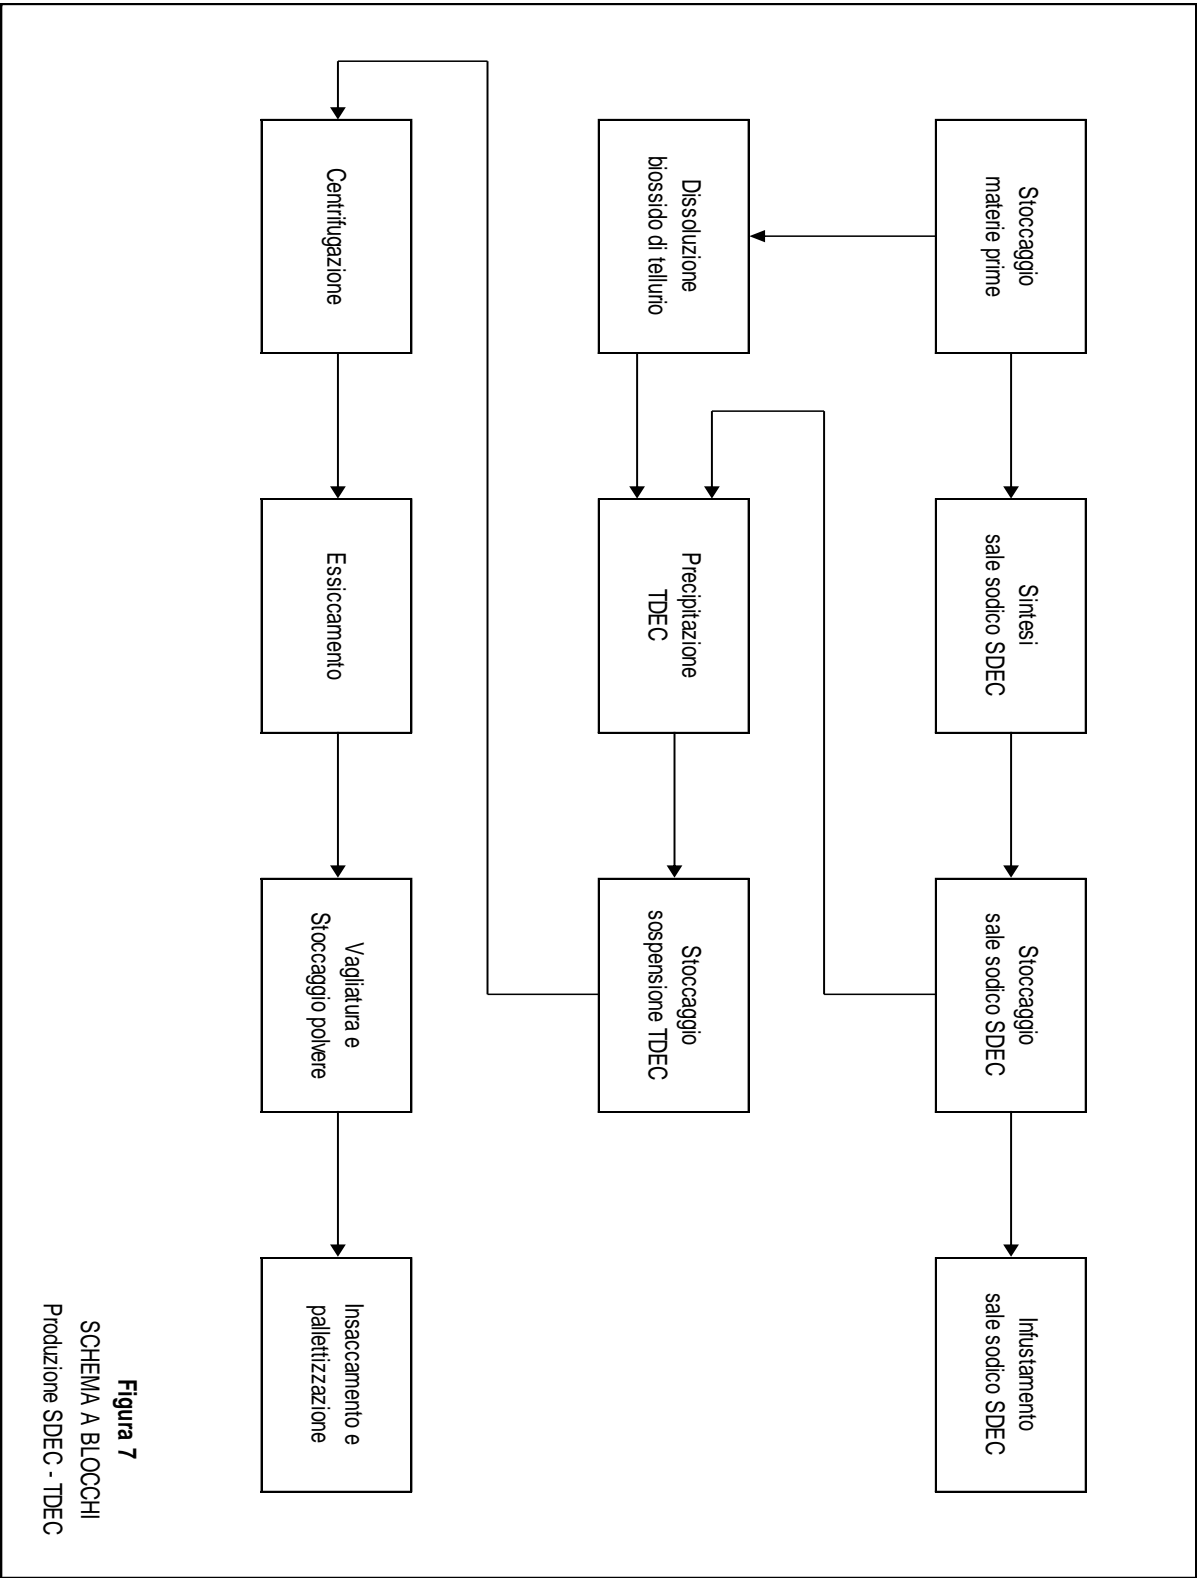 Stoccaggio
materie prime
Sintesi
sale sodico SDEC
Stoccaggio
sale sodico SDEC
Infustamento
sale sodico SDEC
Dissoluzione
biossido di tellurio
Precipitazione
TDEC
Stoccaggio
sospensione TDEC
Centrifugazione
Essiccamento
Vagliatura e
Stoccaggio polvere
Insaccamento e
pallettizzazione
Figura 7
SCHEMA A BLOCCHI
Produzione SDEC - TDEC